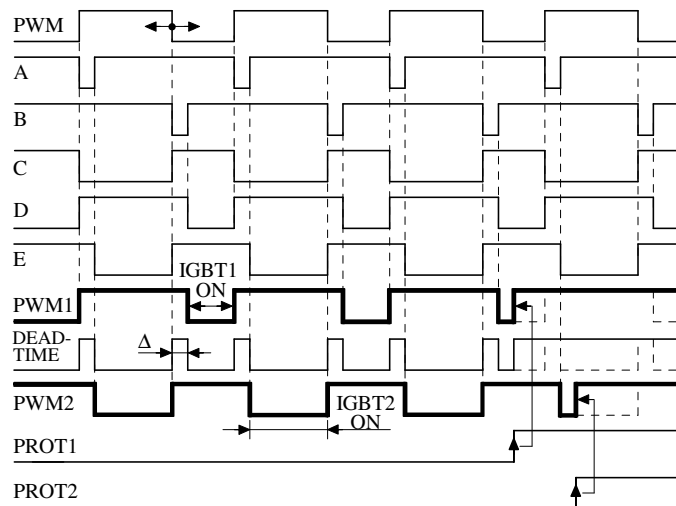 PWM
A
B
C
D
E
IGBT1
ON
PWM1
DEAD-
TIME
Δ
PWM2
IGBT2
ON
PROT1
PROT2